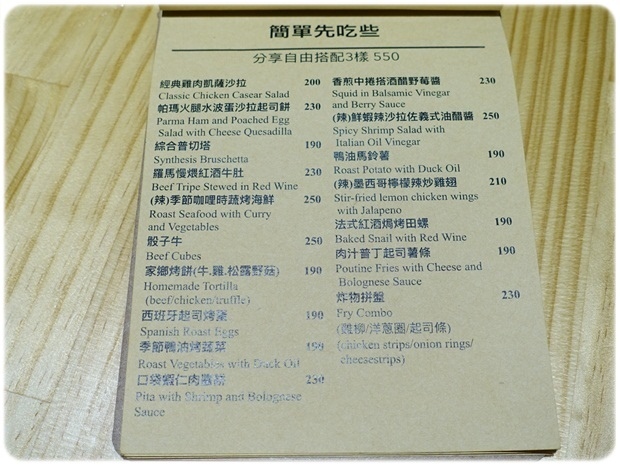 簡單先吃些
分享自由搭配3樣 550
經典雞肉凱薩沙拉 200
Classic Chicken Casear Salad
帕瑪火腿水波蛋沙拉起司餅 230
Parma Ham and Poached Egg
Salad with Cheese Quesadilla
綜合普切塔 190
Synthesis Bruschetta
羅馬慢燉紅酒牛肚 230
Beef Tripe Stewed in Red Wine
(辣)季節咖哩時蔬烤海鮮 250
Roast Seafood with Curry
and Vegetables
骰子牛 250
Beef Cubes
家鄉烤餅(牛.雞.松露野菇) 190
Homemade Tortilla
(beef/chicken/truffle)
西班牙起司烤蛋 190
Spanish Roast Eggs
季節鴨油烤蔬菜 190
Roast Vegetables with Duck Oil
口袋蝦仁肉醬 230
Pita with Shrimp and Bolognese
Sauce
香煎中捲搭酒醋野莓醬 230
Squid in Balsamic Vinegar
and Berry Sauce
(辣)鮮蝦辣沙拉佐義式油醋醬 250
Spicy Shrimp Salad with
Italian Oil Vinegar
鴨油馬鈴薯 190
Roast Potato with Duck Oil
(辣)墨西哥檸檬辣炒雞翅 210
Stir-fried lemon chicken wings
with Jalapeno
法式紅酒焗烤田螺 190
Baked Snail with Red Wine
肉汁普丁起司薯條 190
Poutine Fries with Cheese and
Bolognese Sauce
炸物拼盤 230
Fry Combo
(雞柳/洋蔥圈/起司條)
(chicken strips/onion rings/
cheesestrips)